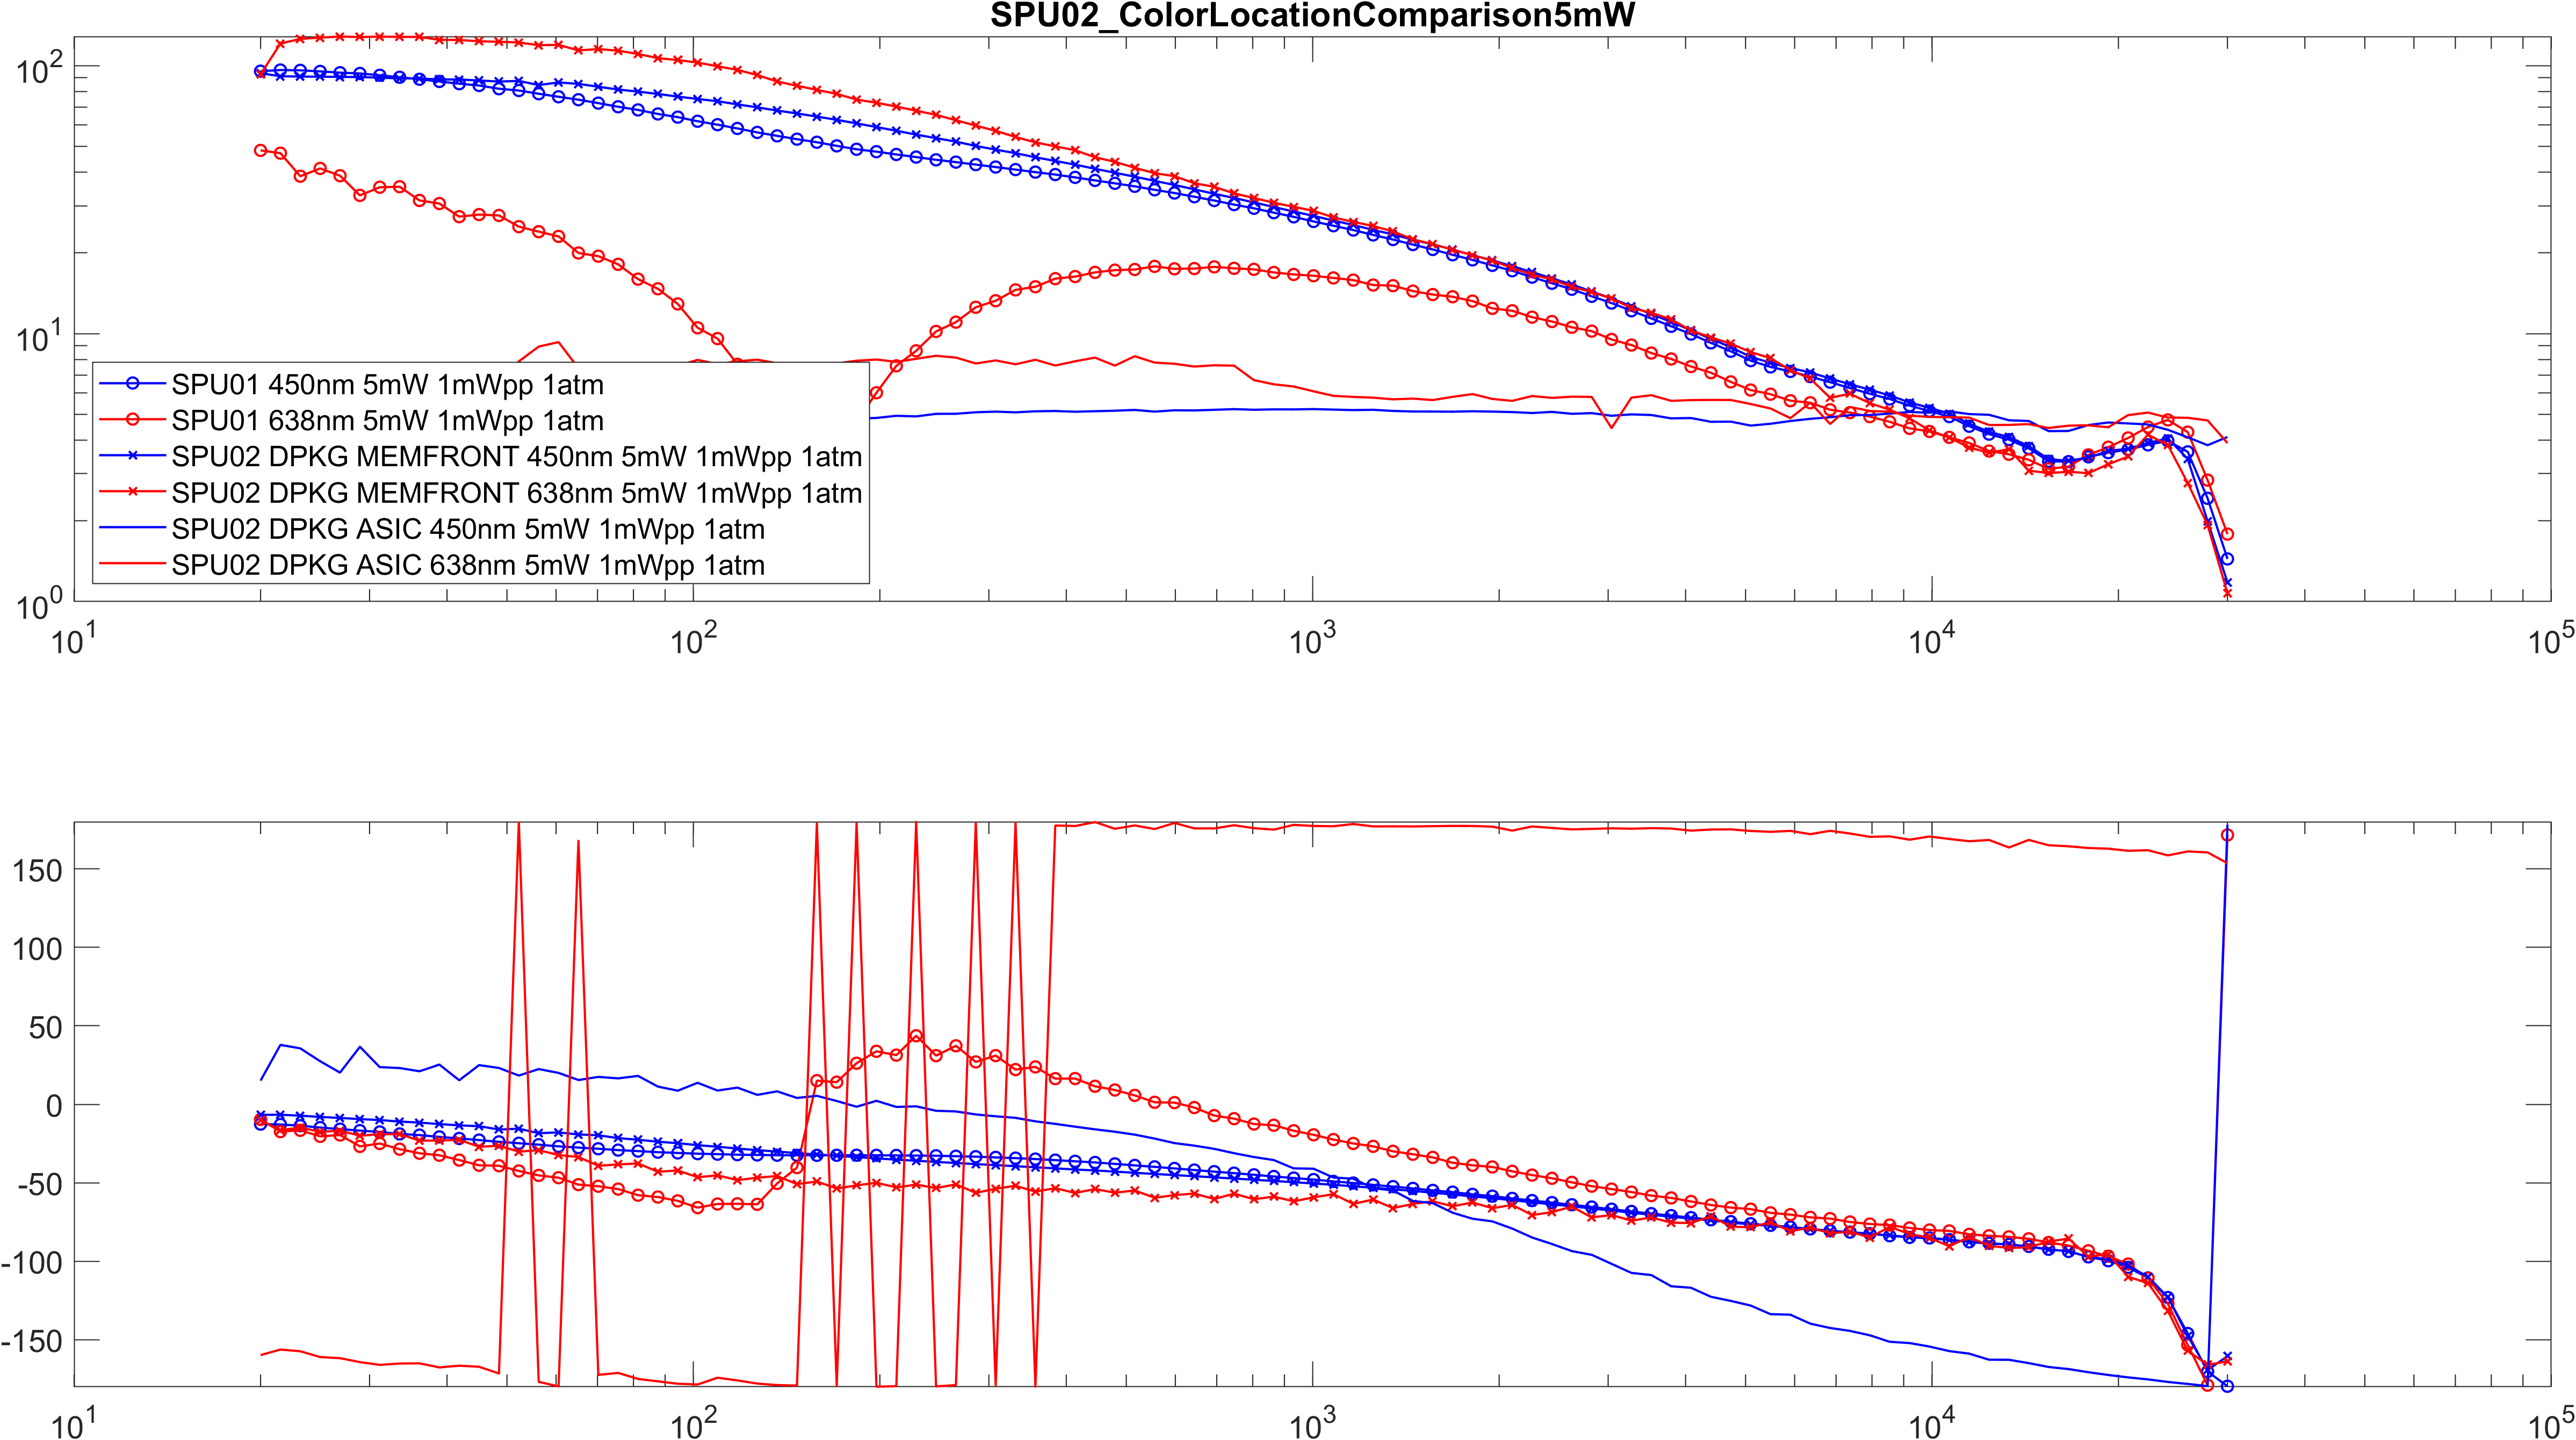 SPU02_ColorLocationComparison5mW
10^2
10^1
10^0
SPU01 450nm 5mW 1mWpp 1atm
SPU01 638nm 5mW 1mWpp 1atm
SPU02 DPKG MEMFRONT 450nm 5mW 1mWpp 1atm
SPU02 DPKG MEMFRONT 638nm 5mW 1mWpp 1atm
SPU02 DPKG ASIC 450nm 5mW 1mWpp 1atm
SPU02 DPKG ASIC 638nm 5mW 1mWpp 1atm
10^1 10^2 10^3 10^4 10^5
150
100
50
0
-50
-100
-150
10^1 10^2 10^3 10^4 10^5